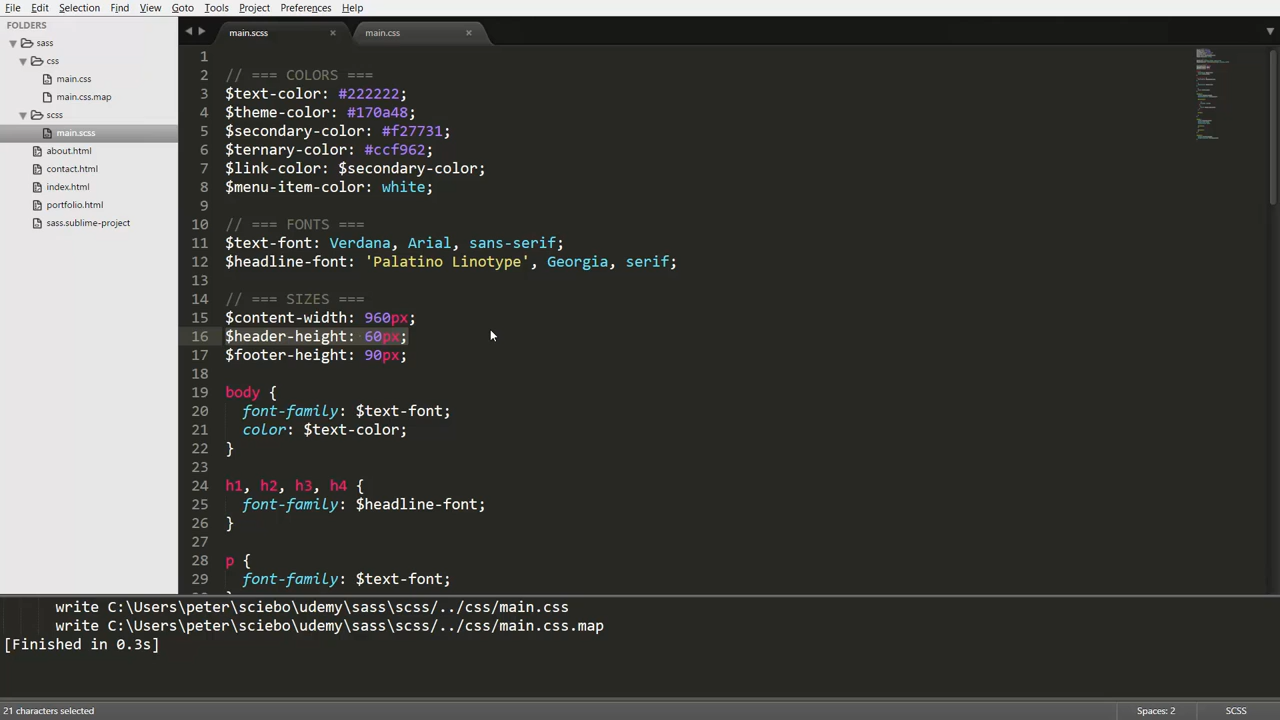 File Edit Selection Find View Goto Tools Project Preferences Help
FOLDERS
sass
css
main.css
main.css.map
scss
main.scss
about.html
contact.html
index.html
portfolio.html
sass.sublime-project
main.scss ×
main.css ×
1
2 // === COLORS ===
3 $text-color: #222222;
4 $theme-color: #170a48;
5 $secondary-color: #f27731;
6 $ternary-color: #ccf962;
7 $link-color: $secondary-color;
8 $menu-item-color: white;
9
10 // === FONTS ===
11 $text-font: Verdana, Arial, sans-serif;
12 $headline-font: 'Palatino Linotype', Georgia, serif;
13
14 // === SIZES ===
15 $content-width: 960px;
16 $header-height: 60px;
17 $footer-height: 90px;
18
19 body {
20 font-family: $text-font;
21 color: $text-color;
22 }
23
24 h1, h2, h3, h4 {
25 font-family: $headline-font;
26 }
27
28 p {
29 font-family: $text-font;
write C:\Users\peter\sciebo\udemy\sass\scss/../css/main.css
write C:\Users\peter\sciebo\udemy\sass\scss/../css/main.css.map
[Finished in 0.3s]
21 characters selected
Spaces: 2
SCSS